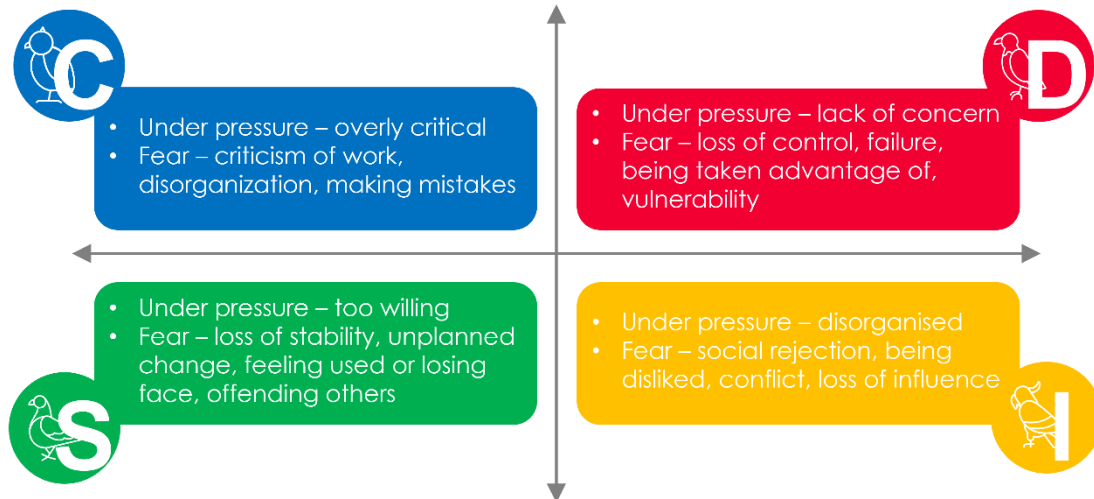 C
• Under pressure – overly critical
• Fear – criticism of work,
disorganization, making mistakes
D
• Under pressure – lack of concern
• Fear – loss of control, failure,
being taken advantage of,
vulnerability
S
• Under pressure – too willing
• Fear – loss of stability, unplanned
change, feeling used or losing
face, offending others
I
• Under pressure – disorganised
• Fear – social rejection, being
disliked, conflict, loss of influence